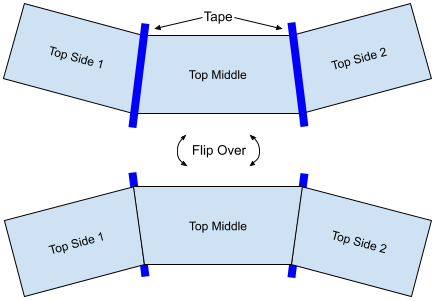 Tape
Top Side 1
Top Middle
Top Side 2
Flip Over
Top Side 1
Top Middle
Top Side 2